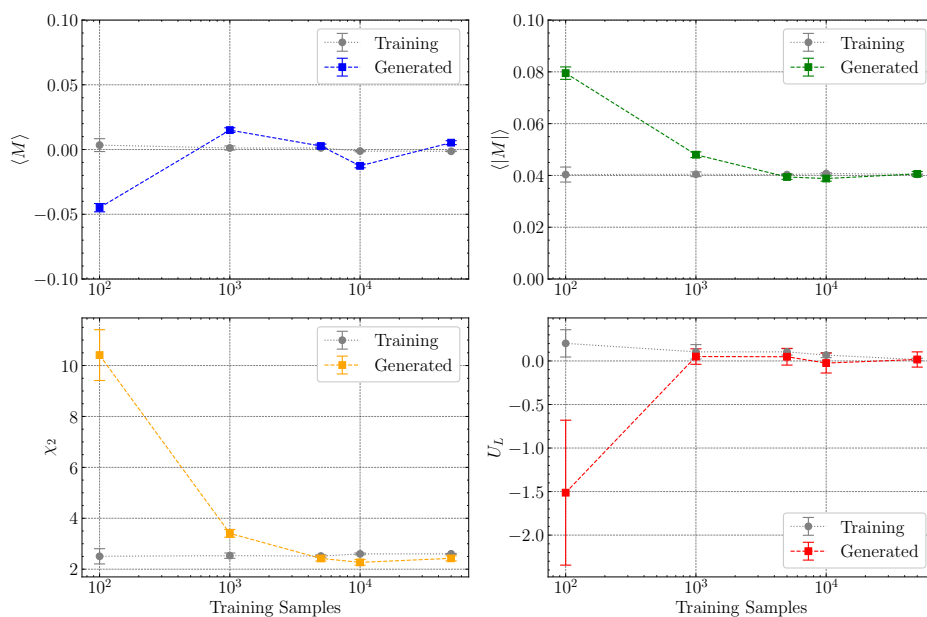 0.10
0.05
0.00
−0.05
−0.10
⟨M⟩
Training
Generated
10² 10³ 10⁴
0.10
0.08
0.06
0.04
0.02
0.00
⟨|M|⟩
Training
Generated
10² 10³ 10⁴
10
8
6
4
2
χ₂
Training
Generated
10² 10³ 10⁴
Training Samples
0.0
−0.5
−1.0
−1.5
−2.0
U_L
Training
Generated
10² 10³ 10⁴
Training Samples